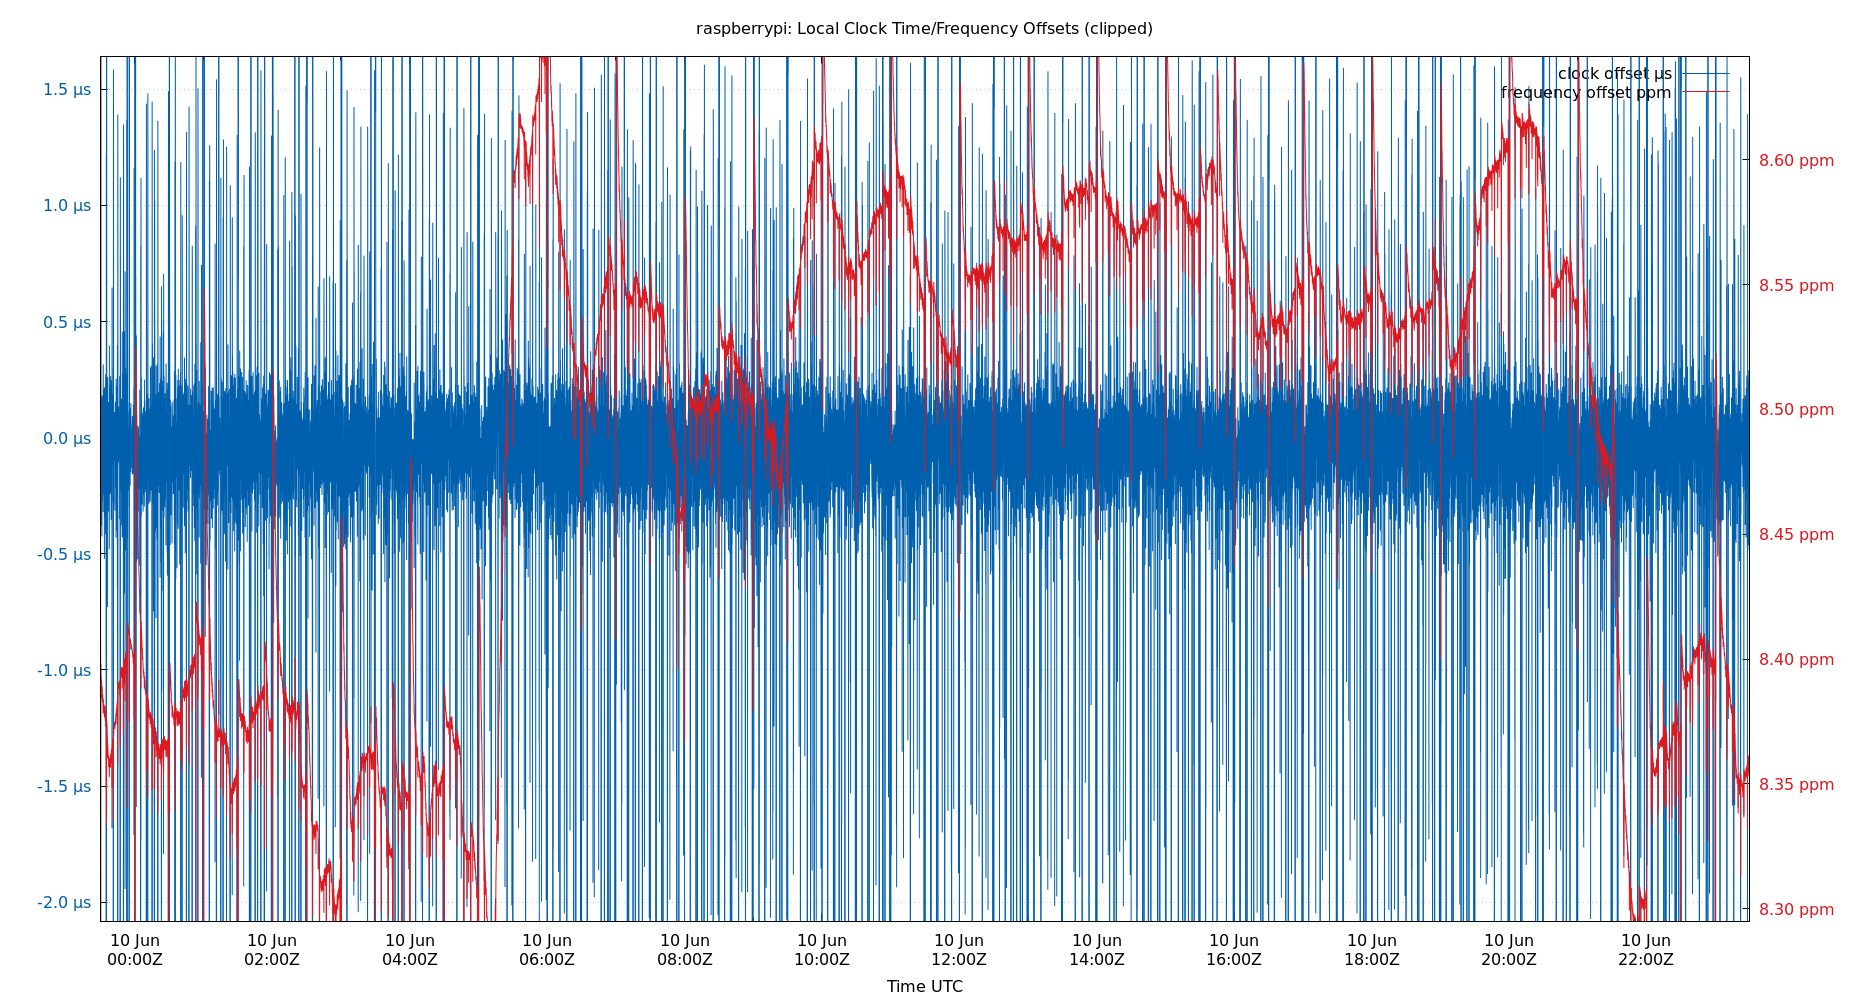 raspberrypi: Local Clock Time/Frequency Offsets (clipped)
clock offset µs
frequency offset ppm
1.5 µs
1.0 µs
0.5 µs
0.0 µs
-0.5 µs
-1.0 µs
-1.5 µs
-2.0 µs
8.60 ppm
8.55 ppm
8.50 ppm
8.45 ppm
8.40 ppm
8.35 ppm
8.30 ppm
10 Jun 10 Jun 10 Jun 10 Jun 10 Jun 10 Jun 10 Jun 10 Jun 10 Jun 10 Jun 10 Jun 10 Jun
00:00Z 02:00Z 04:00Z 06:00Z 08:00Z 10:00Z 12:00Z 14:00Z 16:00Z 18:00Z 20:00Z 22:00Z
Time UTC